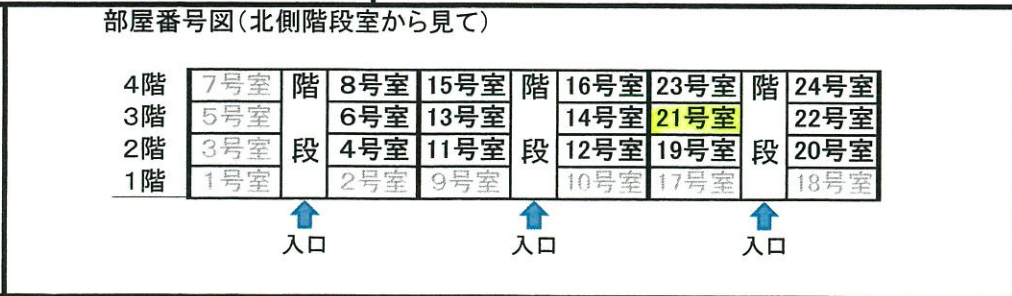 部屋番号図(北側階段室から見て)
4階 7号室 階 8号室 15号室 階 16号室 23号室 階 24号室
3階 5号室 6号室 13号室 14号室 21号室 22号室
2階 3号室 段 4号室 11号室 段 12号室 19号室 段 20号室
1階 1号室 2号室 9号室 10号室 17号室 18号室
入口 入口 入口